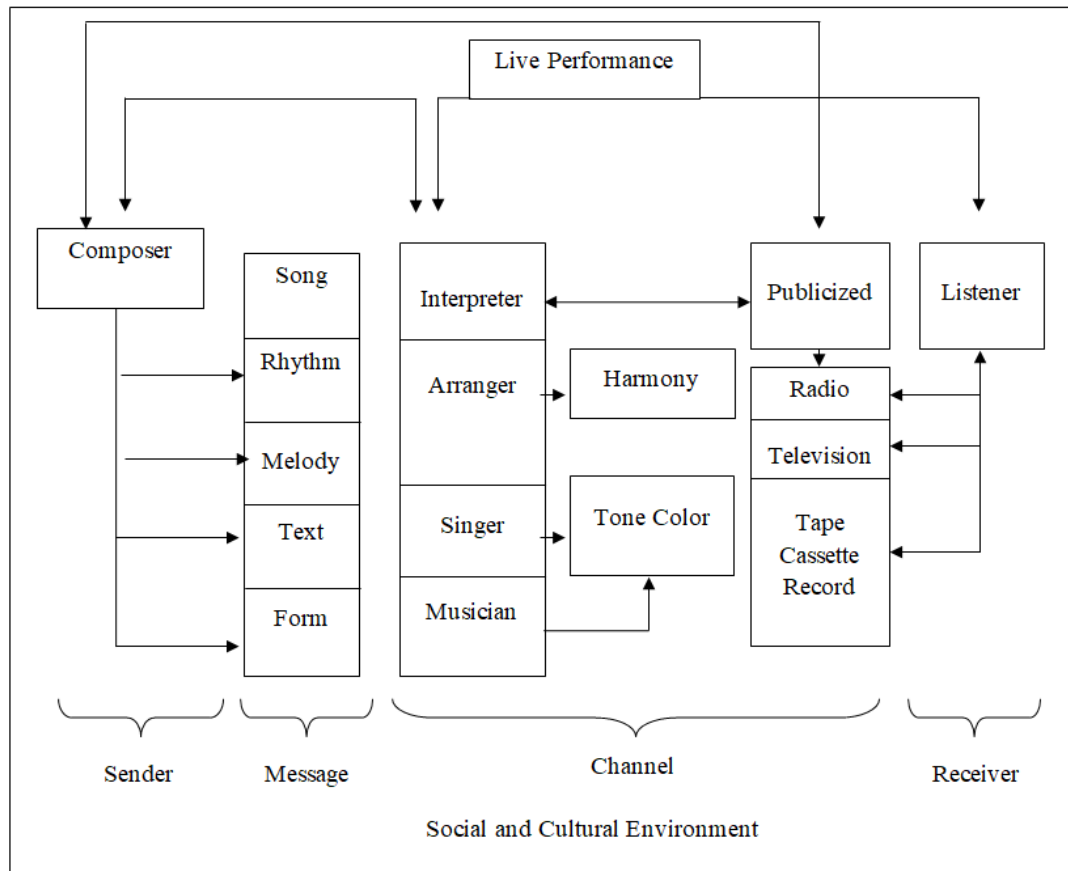 Live Performance
Composer
Song
Rhythm
Melody
Text
Form
Interpreter
Arranger
Singer
Musician
Harmony
Tone Color
Publicized
Radio
Television
Tape
Cassette
Record
Listener
Sender
Message
Channel
Receiver
Social and Cultural Environment